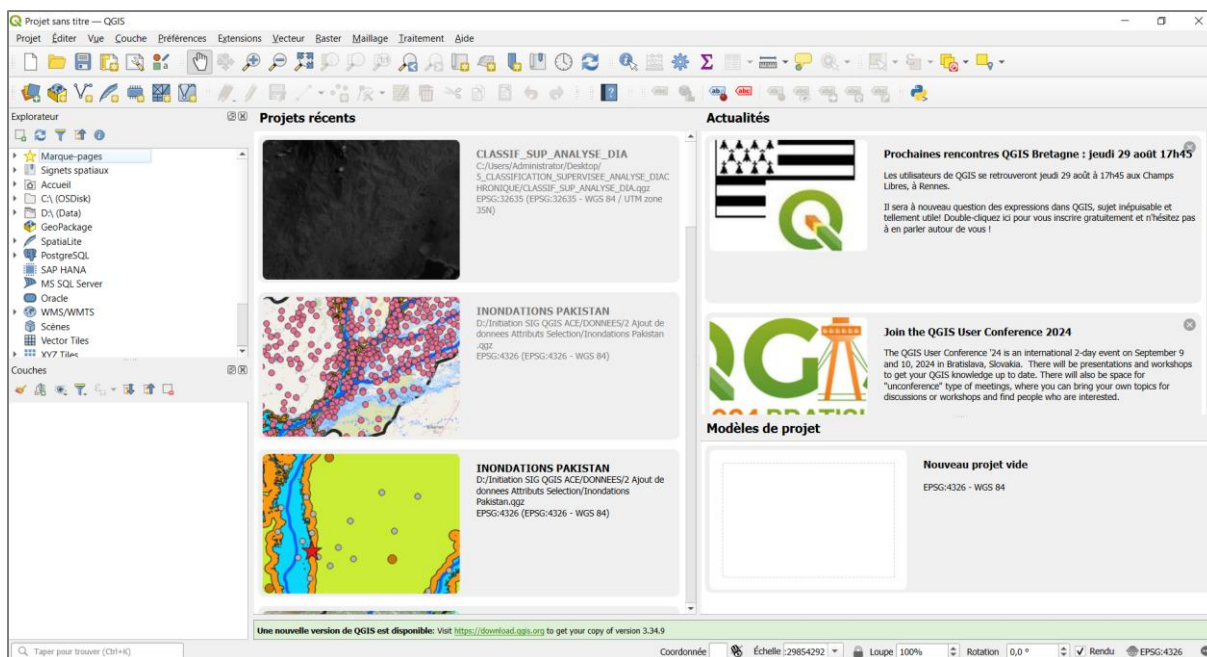 Projet sans titre — QGIS
Projet Éditer Vue Couche Préférences Extensions Vecteur Raster Maillage Traitement Aide
Explorateur
Marque-pages
Signets spatiaux
Accueil
C:\ (OSDisk)
D:\ (Data)
GeoPackage
SpatiaLite
PostgreSQL
SAP HANA
MS SQL Server
Oracle
WMS/WMTS
Scènes
Vector Tiles
XYZ Tiles
Couches
Projets récents
CLASSIF_SUP_ANALYSE_DIA
C:/Users/Administrator/Desktop/
5_CLASSIFICATION_SUPERVISEE_ANALYSE_DIAC
HRONIQUE/CLASSIF_SUP_ANALYSE_DIA.qgz
EPSG:32635 (EPSG:32635 - WGS 84 / UTM zone
35N)
INONDATIONS PAKISTAN
D:/Initiation SIG QGIS ACE/DONNEES/2 Ajout de
donnees Attributs Selection/Inondations Pakistan
.qgz
EPSG:4326 (EPSG:4326 - WGS 84)
INONDATIONS PAKISTAN
D:/Initiation SIG QGIS ACE/DONNEES/2 Ajout de
donnees Attributs Selection/Inondations
Pakistan.qgz
EPSG:4326 (EPSG:4326 - WGS 84)
Actualités
Prochaines rencontres QGIS Bretagne : jeudi 29 août 17h45
Les utilisateurs de QGIS se retrouveront jeudi 29 août à 17h45 aux Champs
Libres, à Rennes.
Il sera à nouveau question des expressions dans QGIS, sujet inépuisable et
tellement utile! Double-cliquez ici pour vous inscrire gratuitement et n'hésitez pas
à en parler autour de vous !
Join the QGIS User Conference 2024
The QGIS User Conference '24 is an international 2-day event on September 9
and 10, 2024 in Bratislava, Slovakia. There will be presentations and workshops
to get your QGIS knowledge up to date. There will also be space for
"unconference" type of meetings, where you can bring your own topics for
discussions or workshops and find people who are interested.
Modèles de projet
Nouveau projet vide
EPSG:4326 - WGS 84
Une nouvelle version de QGIS est disponible: Visit https://download.qgis.org to get your copy of version 3.34.9
Taper pour trouver (Ctrl+K)
Coordonnée Échelle :29854292 Loupe 100% Rotation 0,0 ° Rendu EPSG:4326